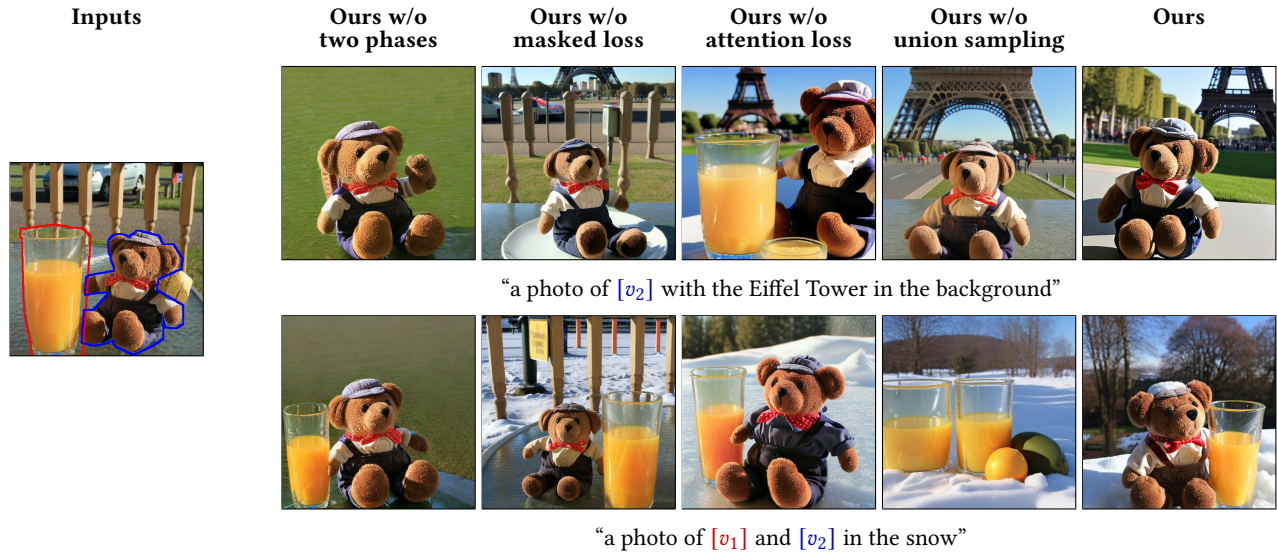 Inputs
Ours w/o
two phases
Ours w/o
masked loss
Ours w/o
attention loss
Ours w/o
union sampling
Ours
“a photo of [v₂] with the Eiffel Tower in the background”
“a photo of [v₁] and [v₂] in the snow”